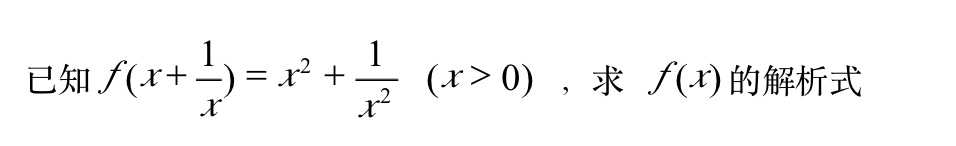 已知 f(x+1/x) = x² + 1/x² (x > 0) ，求 f(x) 的解析式